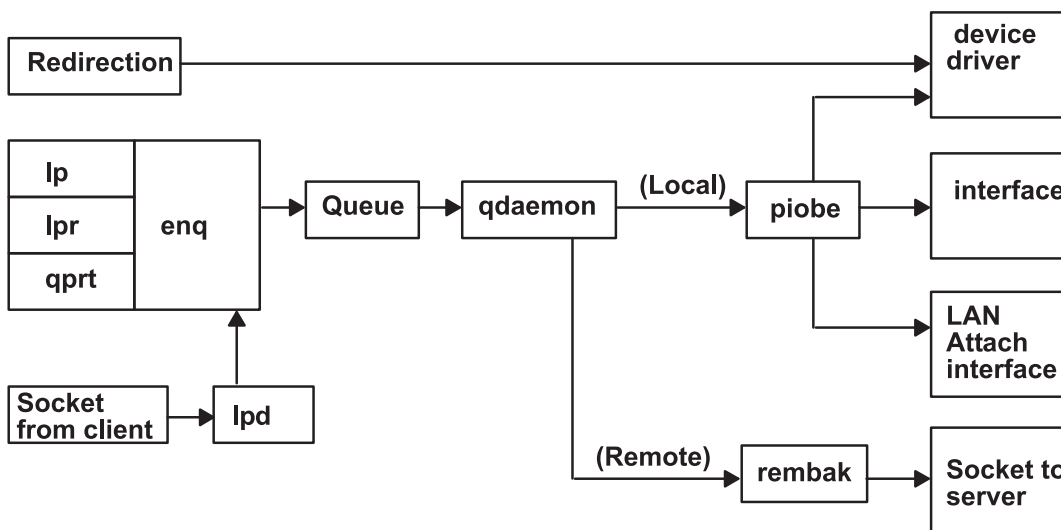 Redirection
device
driver
lp
lpr
qprt
enq
Queue
qdaemon
(Local)
piobe
interface
LAN
Attach
interface
Socket
from client
lpd
(Remote)
rembak
Socket to
server